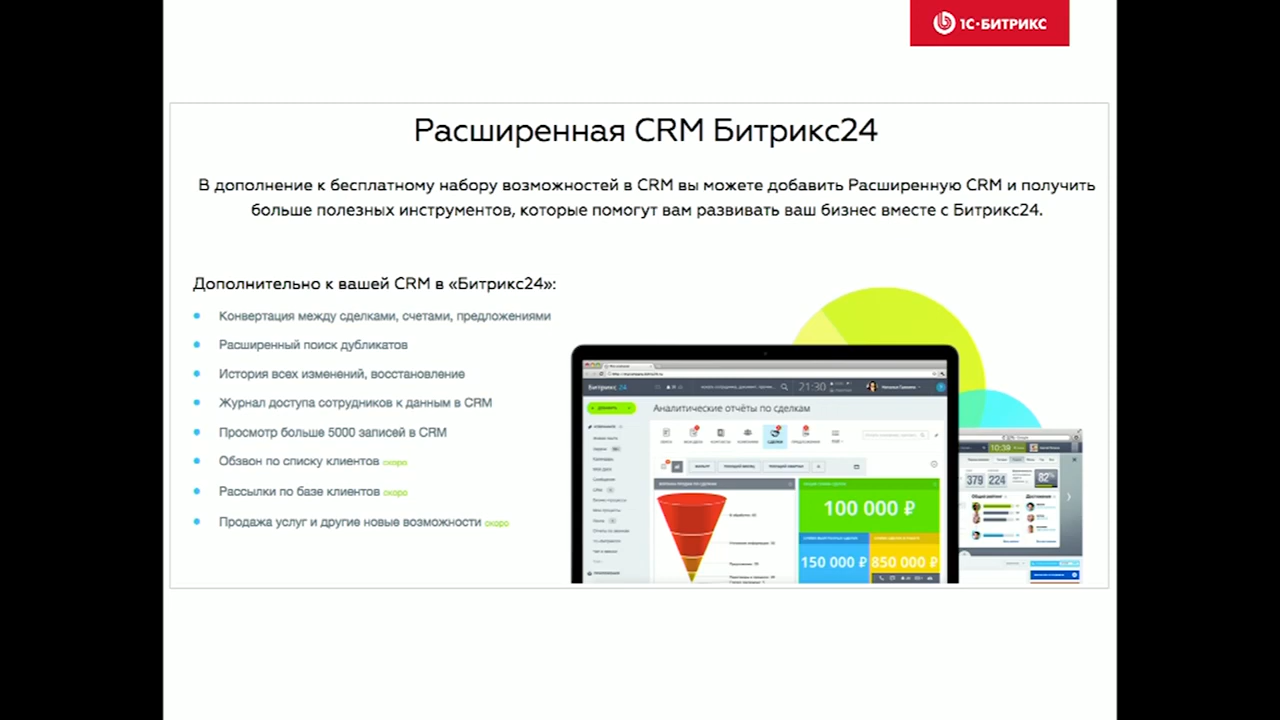 1С·БИТРИКС
Расширенная CRM Битрикс24
В дополнение к бесплатному набору возможностей в CRM вы можете добавить Расширенную CRM и получить
больше полезных инструментов, которые помогут вам развивать ваш бизнес вместе с Битрикс24.
Дополнительно к вашей CRM в «Битрикс24»:
Конвертация между сделками, счетами, предложениями
Расширенный поиск дубликатов
История всех изменений, восстановление
Журнал доступа сотрудников к данным в CRM
Просмотр больше 5000 записей в CRM
Обзвон по списку клиентов скоро
Рассылки по базе клиентов скоро
Продажа услуг и другие новые возможности скоро
Битрикс 24
21:30
Аналитические отчёты по сделкам
100 000 ₽
150 000 ₽
850 000 ₽
10:39
379
224
82%